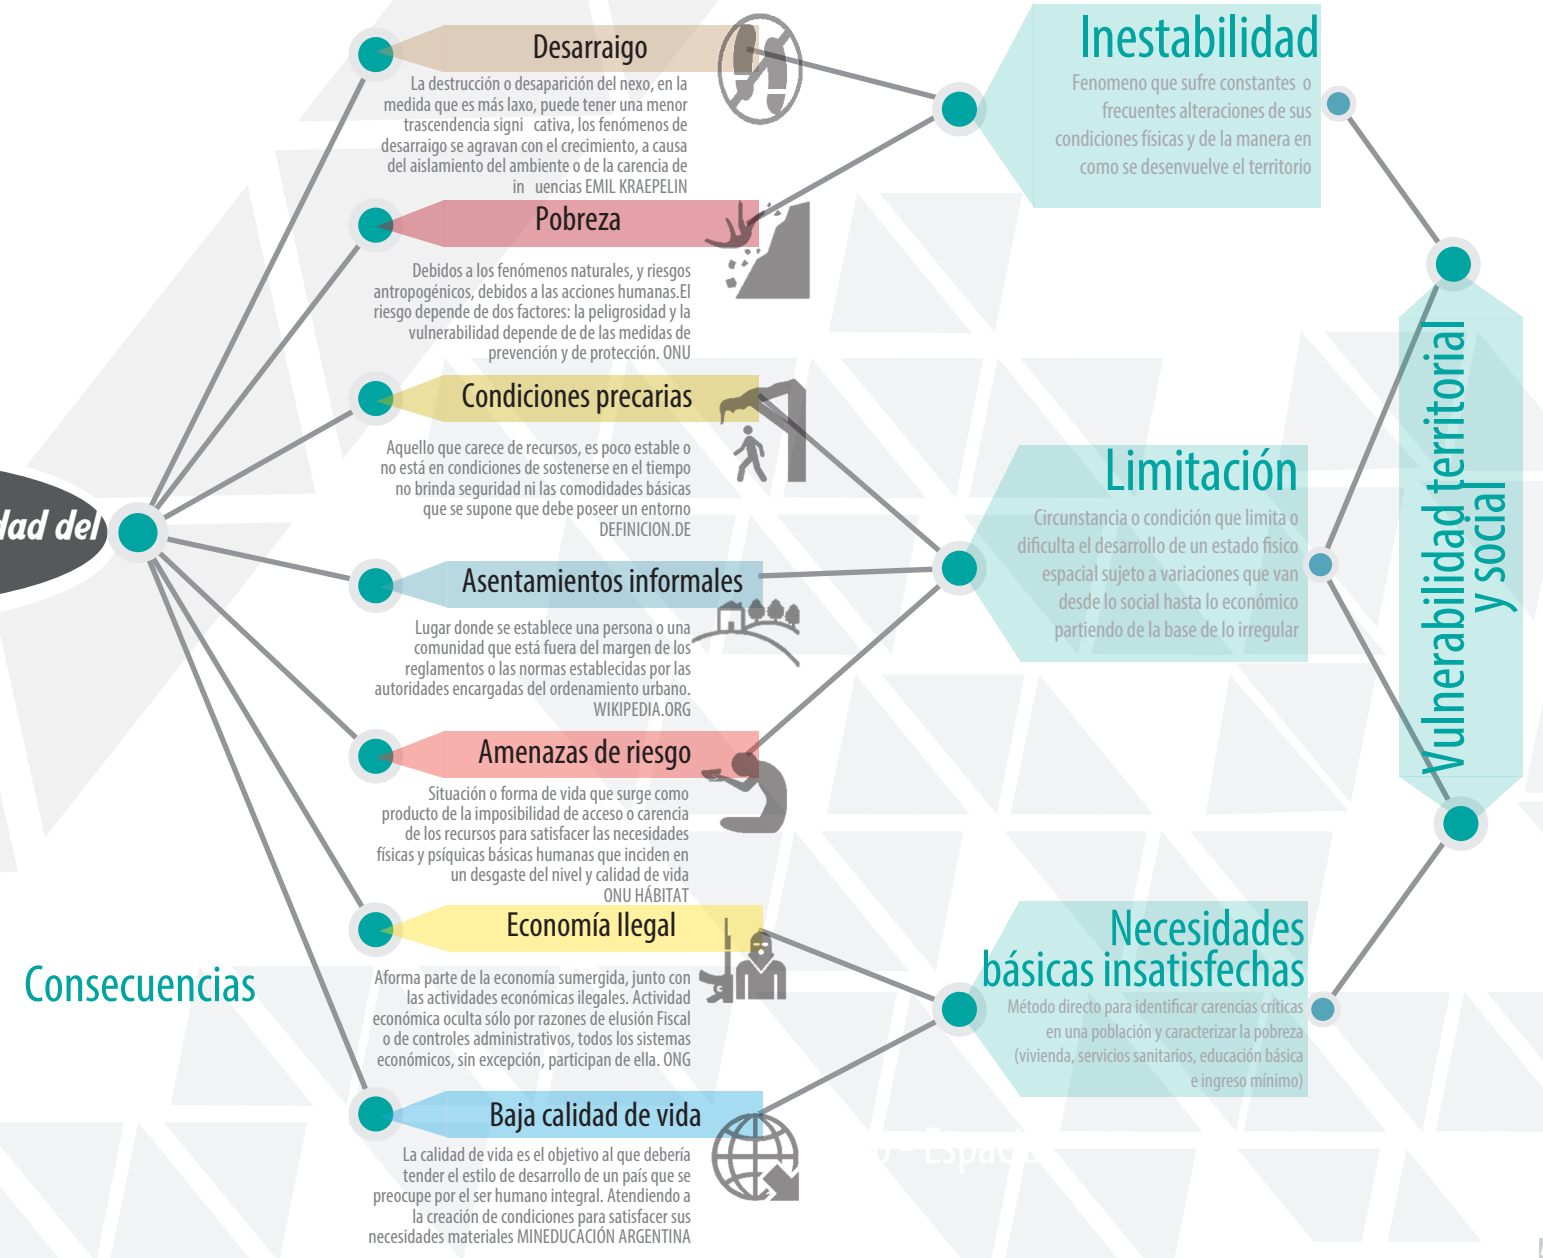 dad del
Consecuencias
Desarraigo
La destrucción o desaparición del nexo, en la
medida que es más laxo, puede tener una menor
trascendencia signi cativa, los fenómenos de
desarraigo se agravan con el crecimiento, a causa
del aislamiento del ambiente o de la carencia de
in uencias EMIL KRAEPELIN
Pobreza
Debidos a los fenómenos naturales, y riesgos
antropogénicos, debidos a las acciones humanas.El
riesgo depende de dos factores: la peligrosidad y la
vulnerabilidad depende de de las medidas de
prevención y de protección. ONU
Condiciones precarias
Aquello que carece de recursos, es poco estable o
no está en condiciones de sostenerse en el tiempo
no brinda seguridad ni las comodidades básicas
que se supone que debe poseer un entorno
DEFINICION.DE
Asentamientos informales
Lugar donde se establece una persona o una
comunidad que está fuera del margen de los
reglamentos o las normas establecidas por las
autoridades encargadas del ordenamiento urbano.
WIKIPEDIA.ORG
Amenazas de riesgo
Situación o forma de vida que surge como
producto de la imposibilidad de acceso o carencia
de los recursos para satisfacer las necesidades
físicas y psíquicas básicas humanas que inciden en
un desgaste del nivel y calidad de vida
ONU HÁBITAT
Economía Ilegal
Aforma parte de la economía sumergida, junto con
las actividades económicas ilegales. Actividad
económica oculta sólo por razones de elusión Fiscal
o de controles administrativos, todos los sistemas
económicos, sin excepción, participan de ella. ONG
Baja calidad de vida
La calidad de vida es el objetivo al que debería
tender el estilo de desarrollo de un país que se
preocupe por el ser humano integral. Atendiendo a
la creación de condiciones para satisfacer sus
necesidades materiales MINEDUCACIÓN ARGENTINA
Inestabilidad
Fenomeno que sufre constantes o
frecuentes alteraciones de sus
condiciones físicas y de la manera en
como se desenvuelve el territorio
Limitación
Circunstancia o condición que limita o
dificulta el desarrollo de un estado fisico
espacial sujeto a variaciones que van
desde lo social hasta lo económico
partiendo de la base de lo irregular
Necesidades
básicas insatisfechas
Método directo para identificar carencias críticas
en una población y caracterizar la pobreza
(vivienda, servicios sanitarios, educación básica
e ingreso mínimo)
Vulnerabilidad territorial
y social